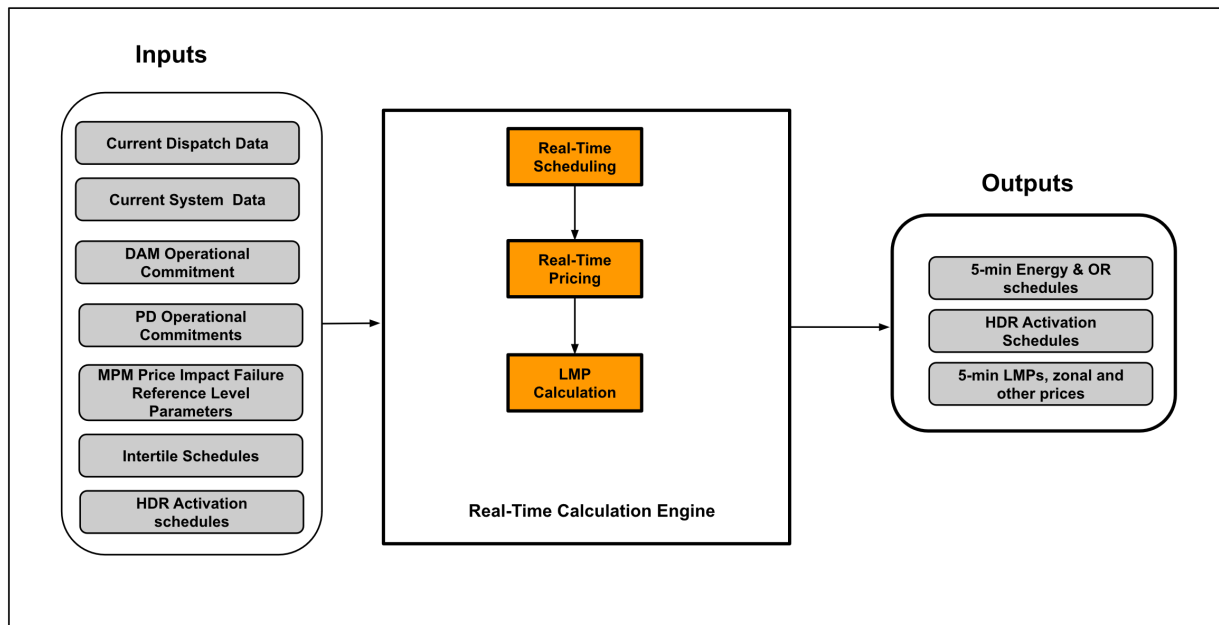 Inputs
Current Dispatch Data
Current System  Data
DAM Operational
Commitment
PD Operational
Commitments
MPM Price Impact Failure
Reference Level
Parameters
Intertile Schedules
HDR Activation
schedules
Real-Time
Scheduling
Real-Time
Pricing
LMP
Calculation
Real-Time Calculation Engine
Outputs
5-min Energy & OR
schedules
HDR Activation
Schedules
5-min LMPs, zonal and
other prices